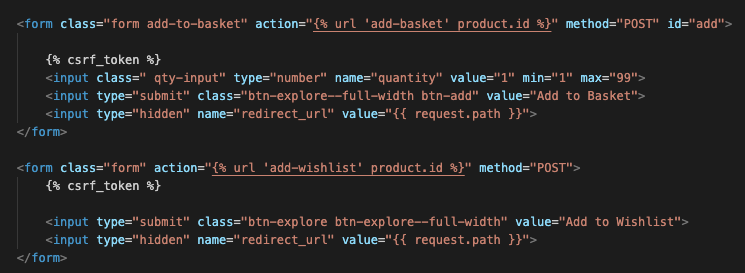 <form class="form add-to-basket" action="{% url 'add-basket' product.id %}" method="POST" id="add">
{% csrf_token %}
<input class=" qty-input" type="number" name="quantity" value="1" min="1" max="99">
<input type="submit" class="btn-explore--full-width btn-add" value="Add to Basket">
<input type="hidden" name="redirect_url" value="{{ request.path }}">
</form>
<form class="form" action="{% url 'add-wishlist' product.id %}" method="POST">
{% csrf_token %}
<input type="submit" class="btn-explore btn-explore--full-width" value="Add to Wishlist">
<input type="hidden" name="redirect_url" value="{{ request.path }}">
</form>